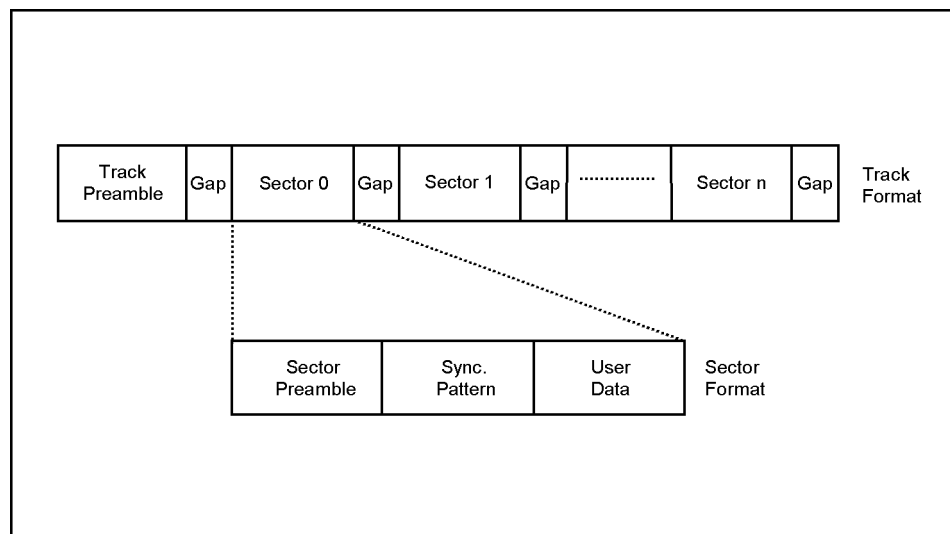 Track
Preamble
Gap
Sector 0
Gap
Sector 1
Gap
Sector n
Gap
Track
Format
Sector
Preamble
Sync.
Pattern
User
Data
Sector
Format